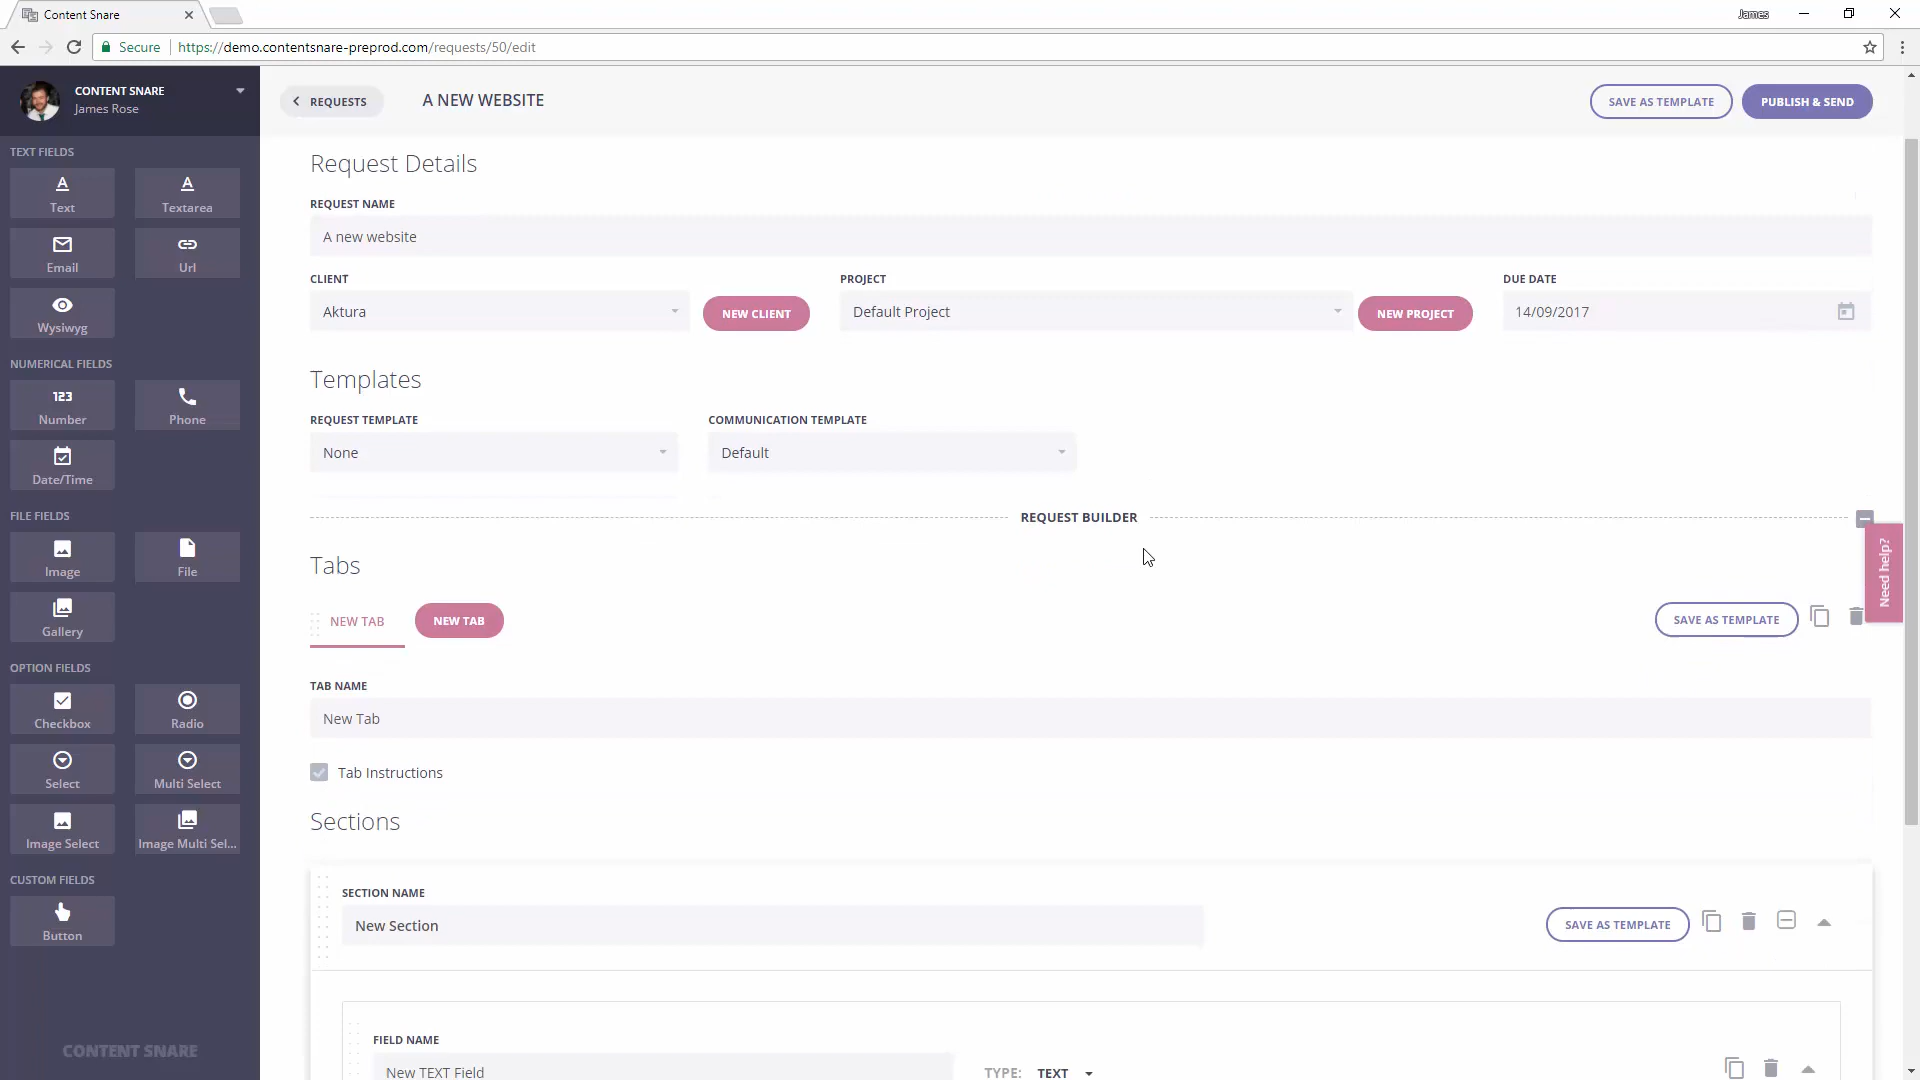 Content Snare
James
Secure
https://demo.contentsnare-preprod.com/requests/50/edit
CONTENT SNARE
James Rose
REQUESTS
A NEW WEBSITE
SAVE AS TEMPLATE
PUBLISH & SEND
TEXT FIELDS
Text
Textarea
Email
Url
Wysiwyg
NUMERICAL FIELDS
123
Number
Phone
Date/Time
FILE FIELDS
Image
File
Gallery
OPTION FIELDS
Checkbox
Radio
Select
Multi Select
Image Select
Image Multi Sel...
CUSTOM FIELDS
Button
CONTENT SNARE
Request Details
REQUEST NAME
A new website
CLIENT
Aktura
NEW CLIENT
PROJECT
Default Project
NEW PROJECT
DUE DATE
14/09/2017
Templates
REQUEST TEMPLATE
None
COMMUNICATION TEMPLATE
Default
REQUEST BUILDER
Need help?
Tabs
NEW TAB
NEW TAB
SAVE AS TEMPLATE
TAB NAME
New Tab
Tab Instructions
Sections
SECTION NAME
New Section
SAVE AS TEMPLATE
FIELD NAME
New TEXT Field
TYPE: TEXT